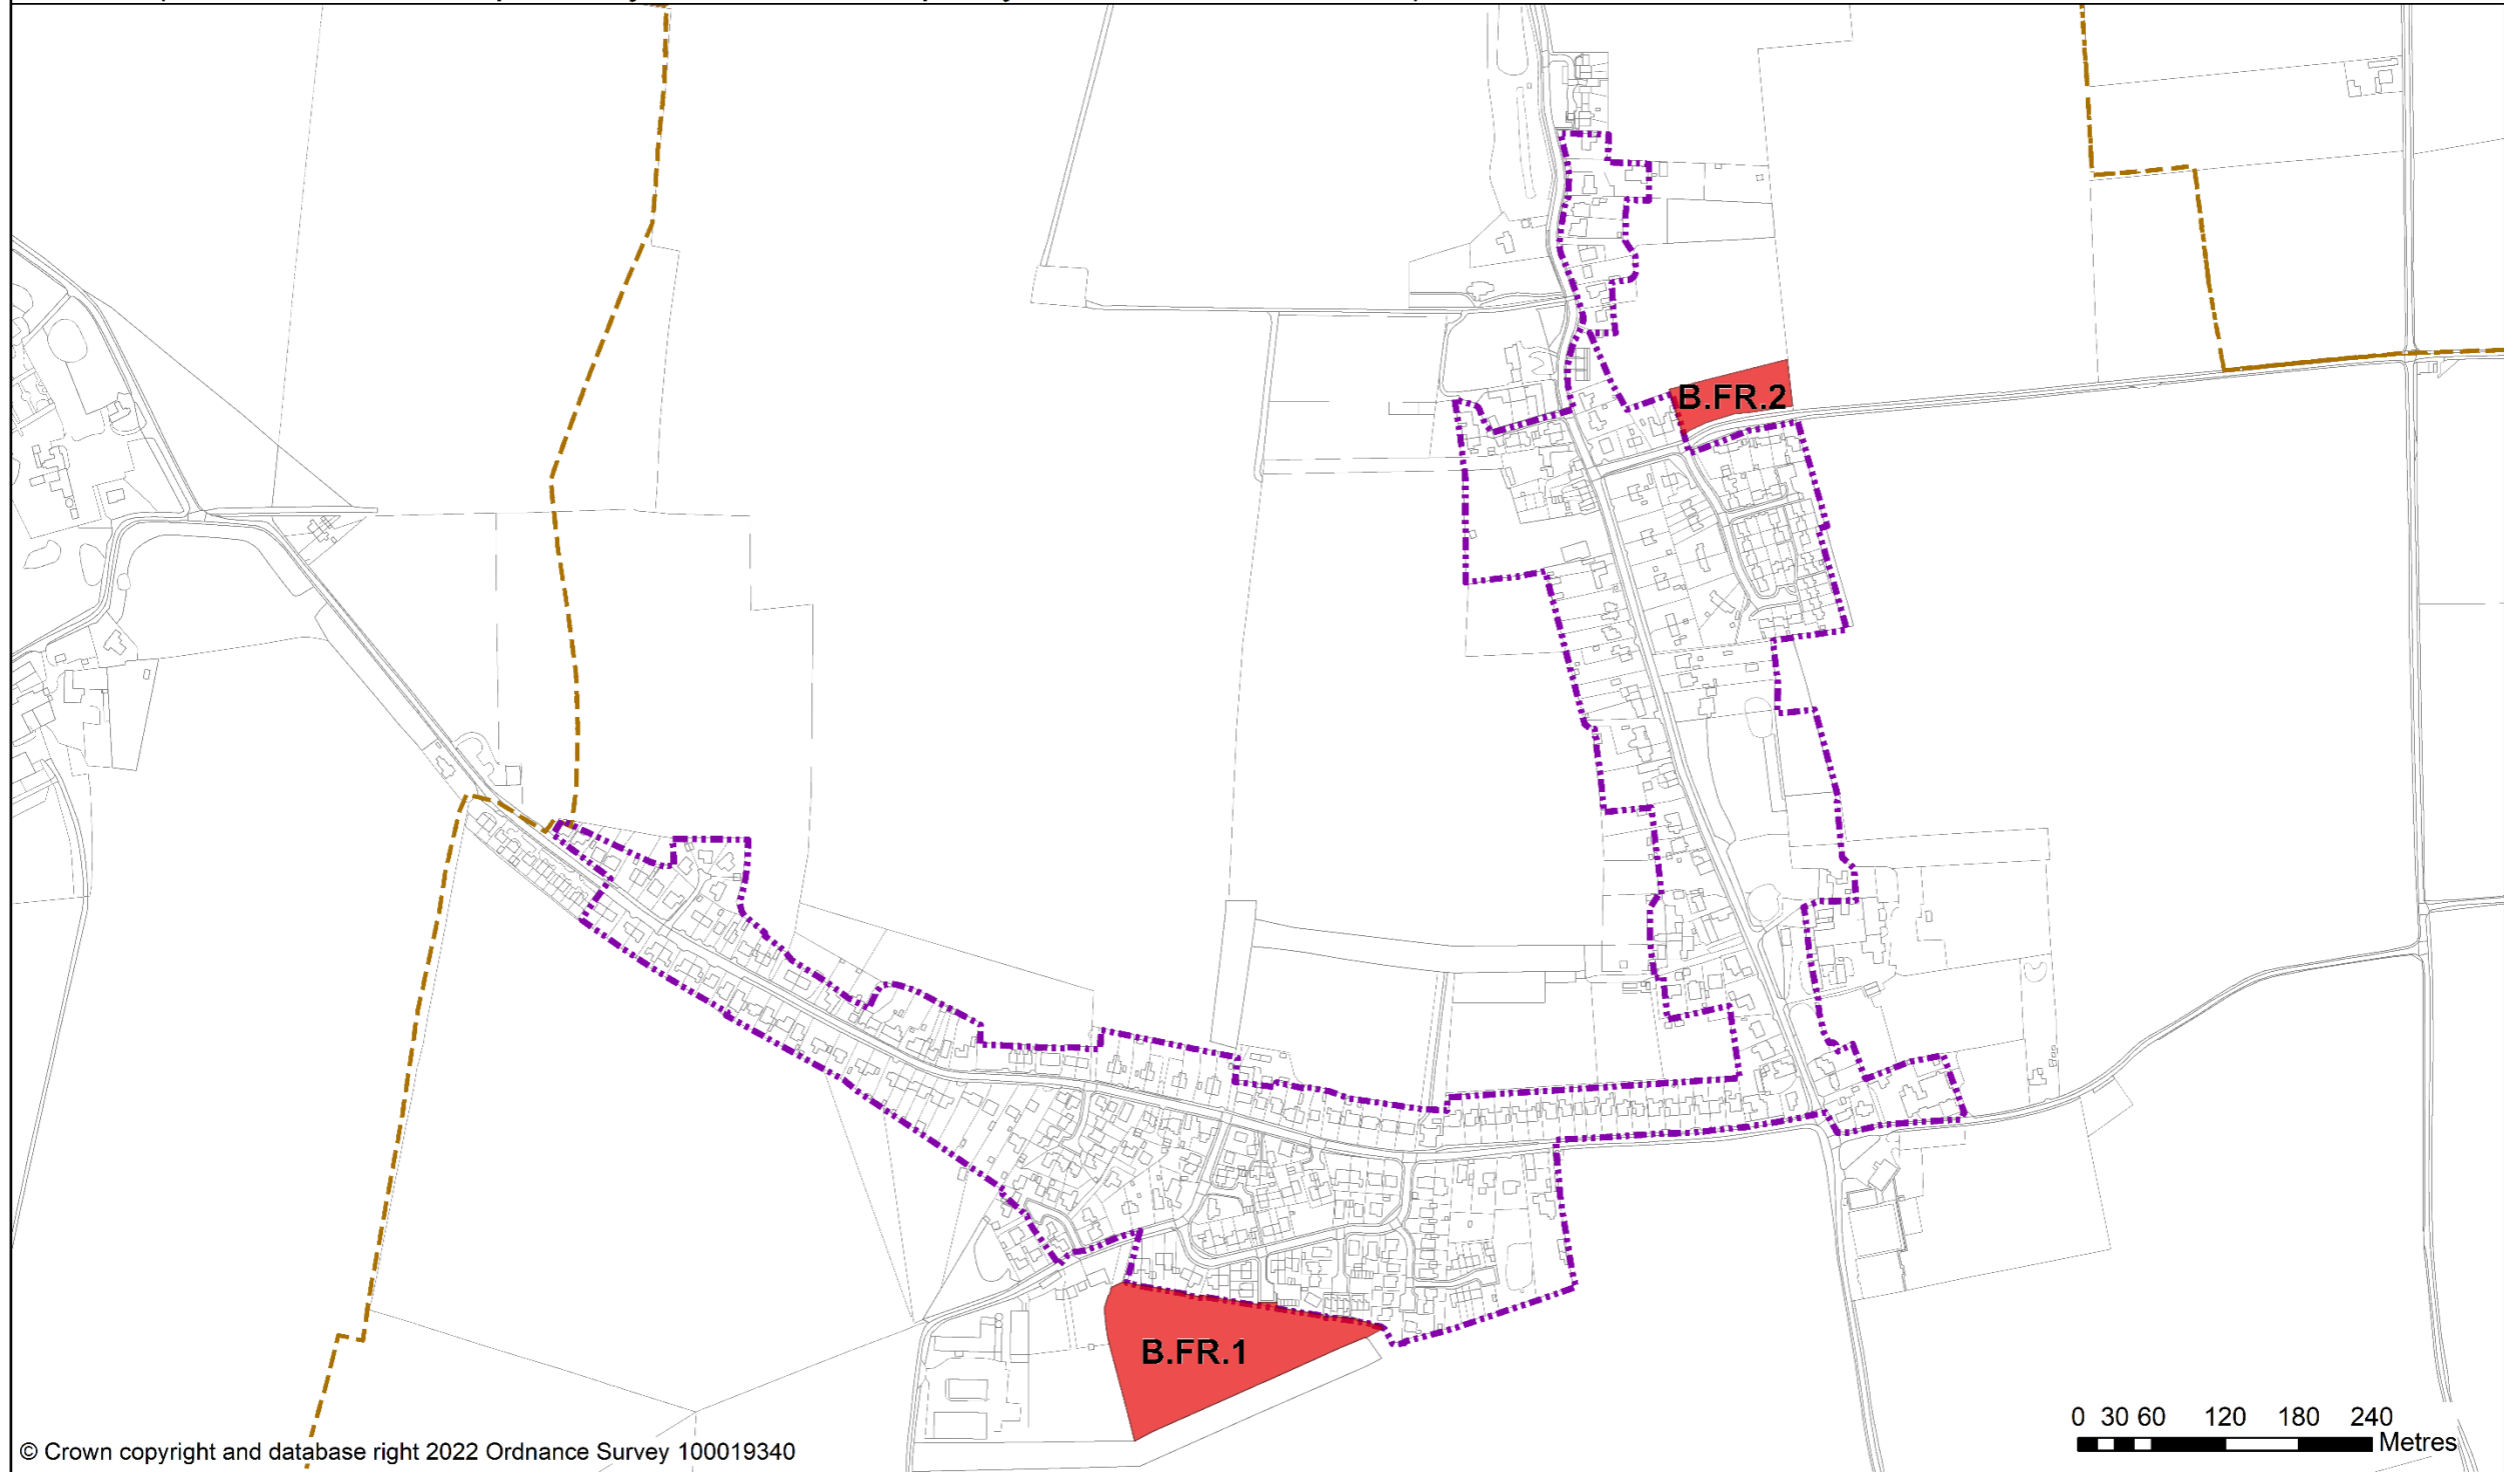 B.FR.2
B.FR.1
0 30 60 120 180 240
Metres
© Crown copyright and database right 2022 Ordnance Survey 100019340